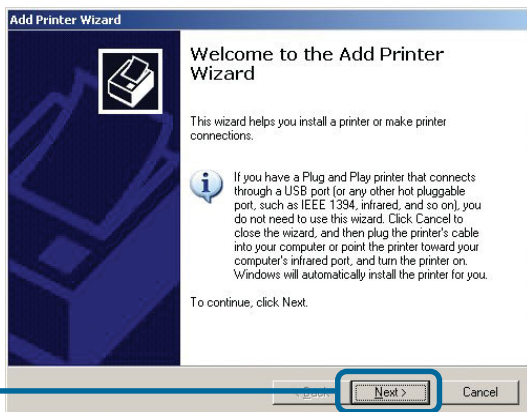 Add Printer Wizard
Welcome to the Add Printer
Wizard
This wizard helps you install a printer or make printer
connections.
If you have a Plug and Play printer that connects
through a USB port (or any other hot pluggable
port, such as IEEE 1394, infrared, and so on), you
do not need to use this wizard. Click Cancel to
close the wizard, and then plug the printer's cable
into your computer or point the printer toward your
computer's infrared port, and turn the printer on.
Windows will automatically install the printer for you.
To continue, click Next.
< Back Next > Cancel